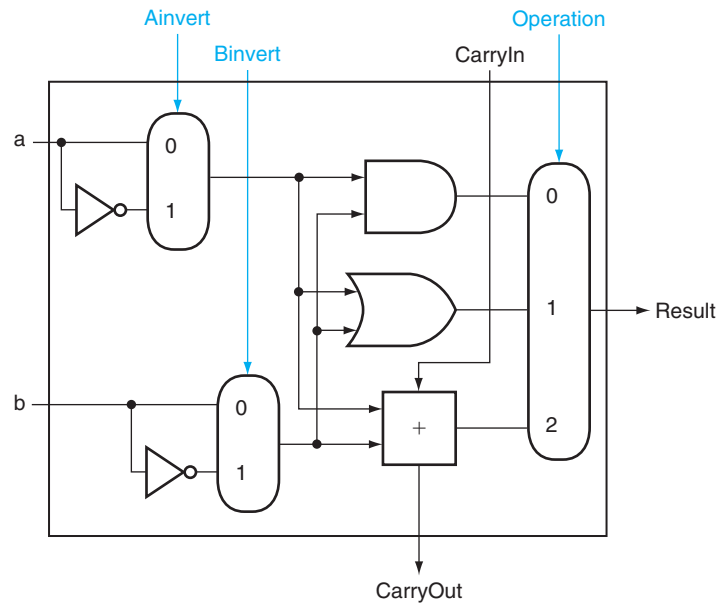 Ainvert
Operation
Binvert
CarryIn
a
0
1
0
1
Result
b
0
1
+
2
CarryOut